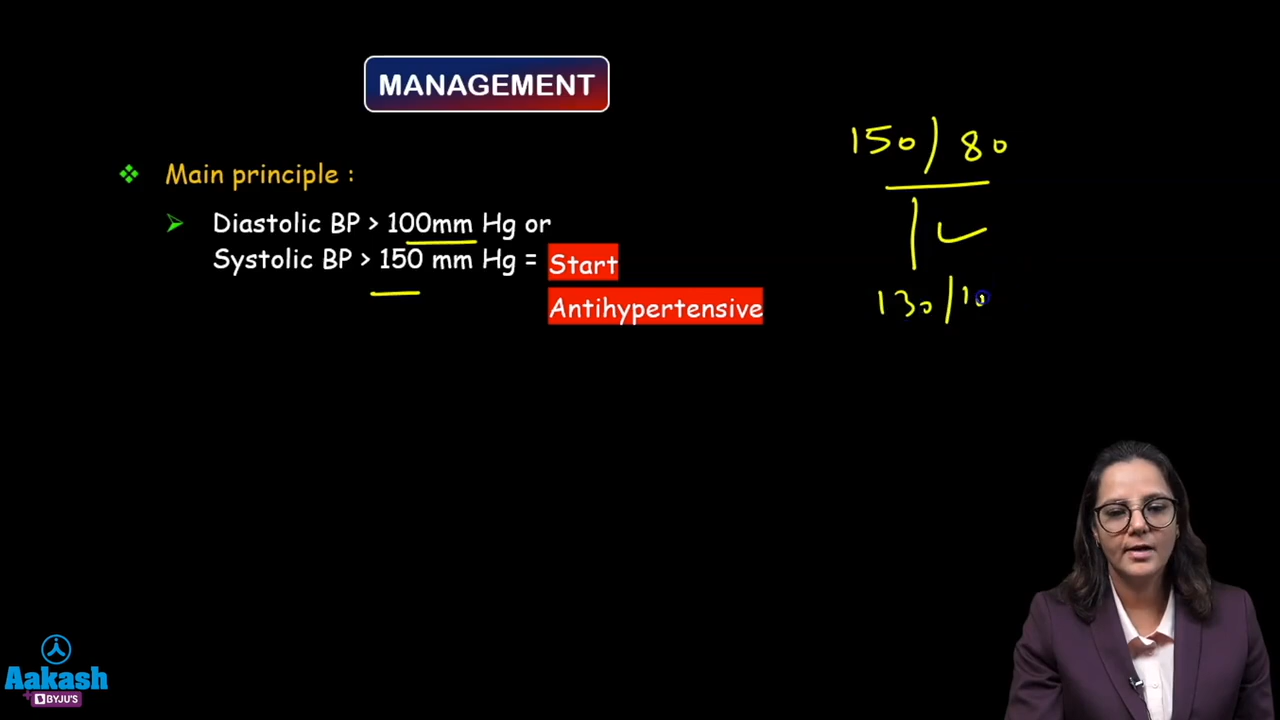 MANAGEMENT
Main principle :
Diastolic BP > 100mm Hg or
Systolic BP > 150 mm Hg = Start
Antihypertensive
150/80
130/10
Aakash
+ BYJU'S